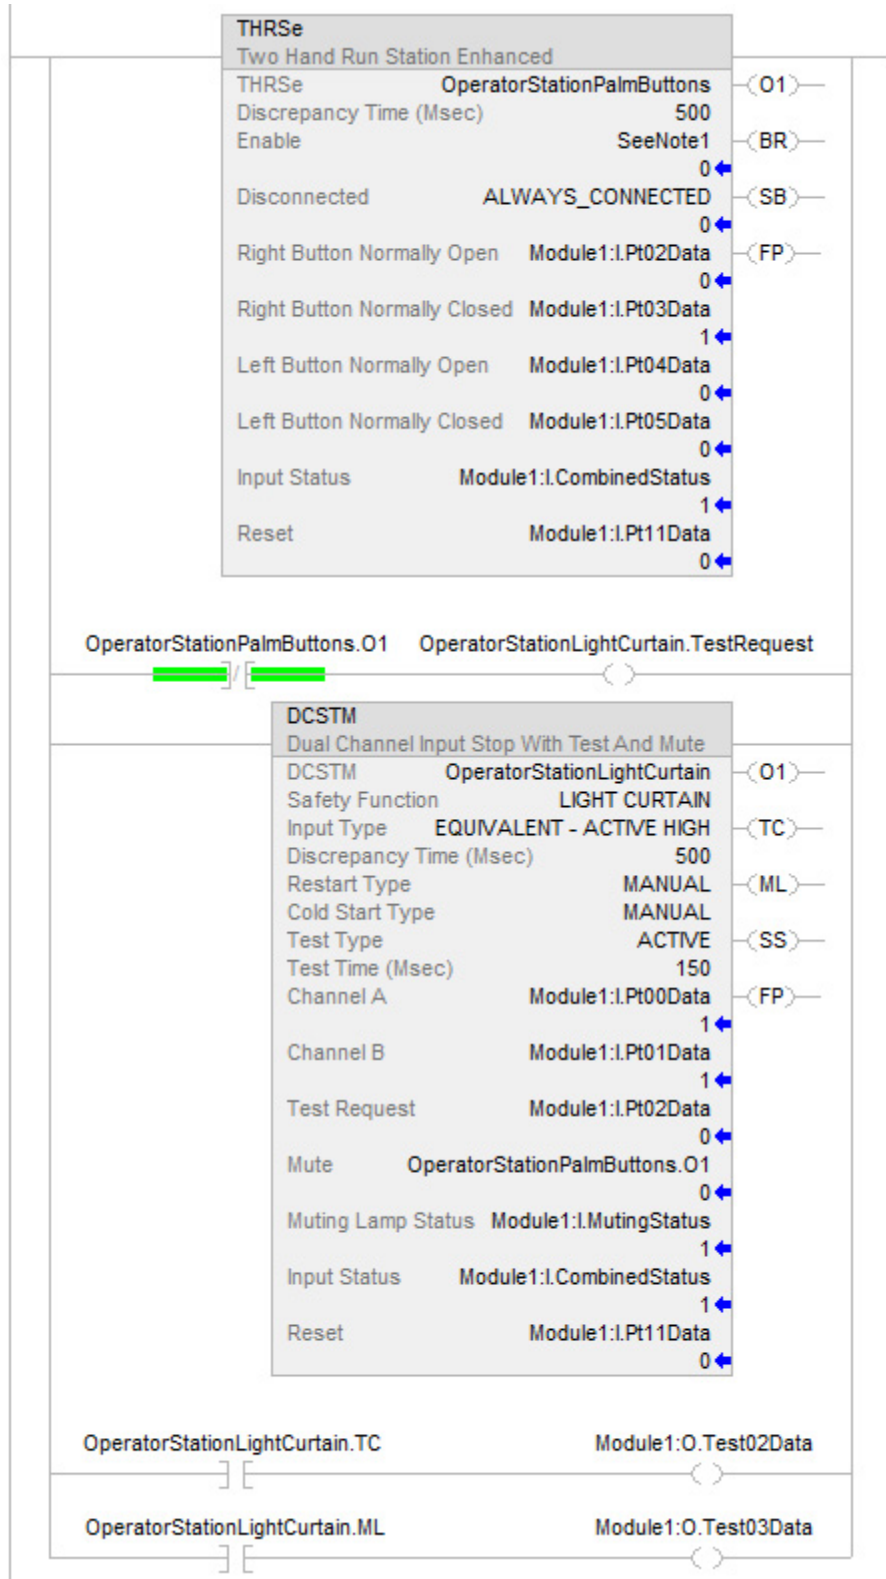 THRSe
Two Hand Run Station Enhanced
THRSe OperatorStationPalmButtons (O1)
Discrepancy Time (Msec) 500
Enable SeeNote1 (BR)
0
Disconnected ALWAYS_CONNECTED (SB)
0
Right Button Normally Open Module1:I.Pt02Data (FP)
0
Right Button Normally Closed Module1:I.Pt03Data
1
Left Button Normally Open Module1:I.Pt04Data
0
Left Button Normally Closed Module1:I.Pt05Data
0
Input Status Module1:I.CombinedStatus
1
Reset Module1:I.Pt11Data
0
OperatorStationPalmButtons.O1 OperatorStationLightCurtain.TestRequest
DCSTM
Dual Channel Input Stop With Test And Mute
DCSTM OperatorStationLightCurtain (O1)
Safety Function LIGHT CURTAIN
Input Type EQUIVALENT - ACTIVE HIGH (TC)
Discrepancy Time (Msec) 500
Restart Type MANUAL (ML)
Cold Start Type MANUAL
Test Type ACTIVE (SS)
Test Time (Msec) 150
Channel A Module1:I.Pt00Data (FP)
1
Channel B Module1:I.Pt01Data
1
Test Request Module1:I.Pt02Data
0
Mute OperatorStationPalmButtons.O1
0
Muting Lamp Status Module1:I.MutingStatus
1
Input Status Module1:I.CombinedStatus
1
Reset Module1:I.Pt11Data
0
OperatorStationLightCurtain.TC Module1:O.Test02Data
OperatorStationLightCurtain.ML Module1:O.Test03Data